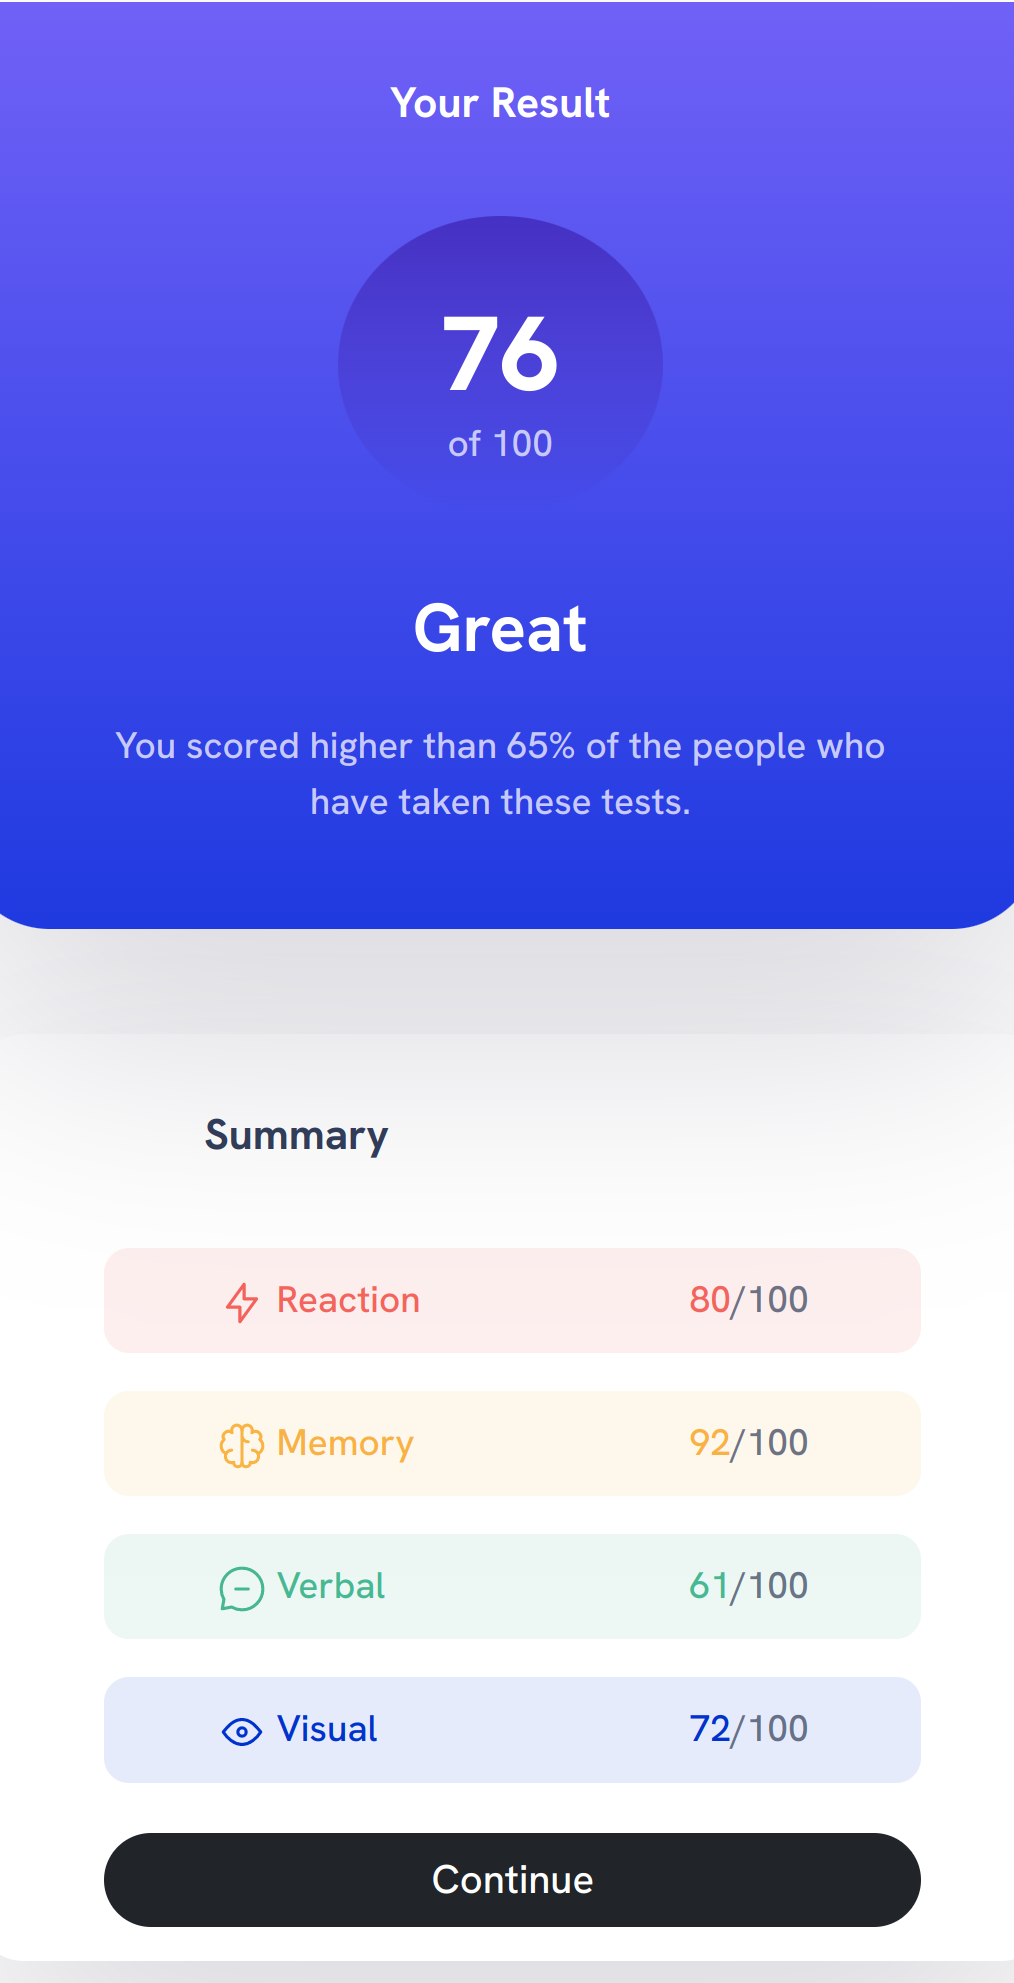 Your Result
76
of 100
Great
You scored higher than 65% of the people who
have taken these tests.
Summary
Reaction 80/100
Memory 92/100
Verbal 61/100
Visual 72/100
Continue